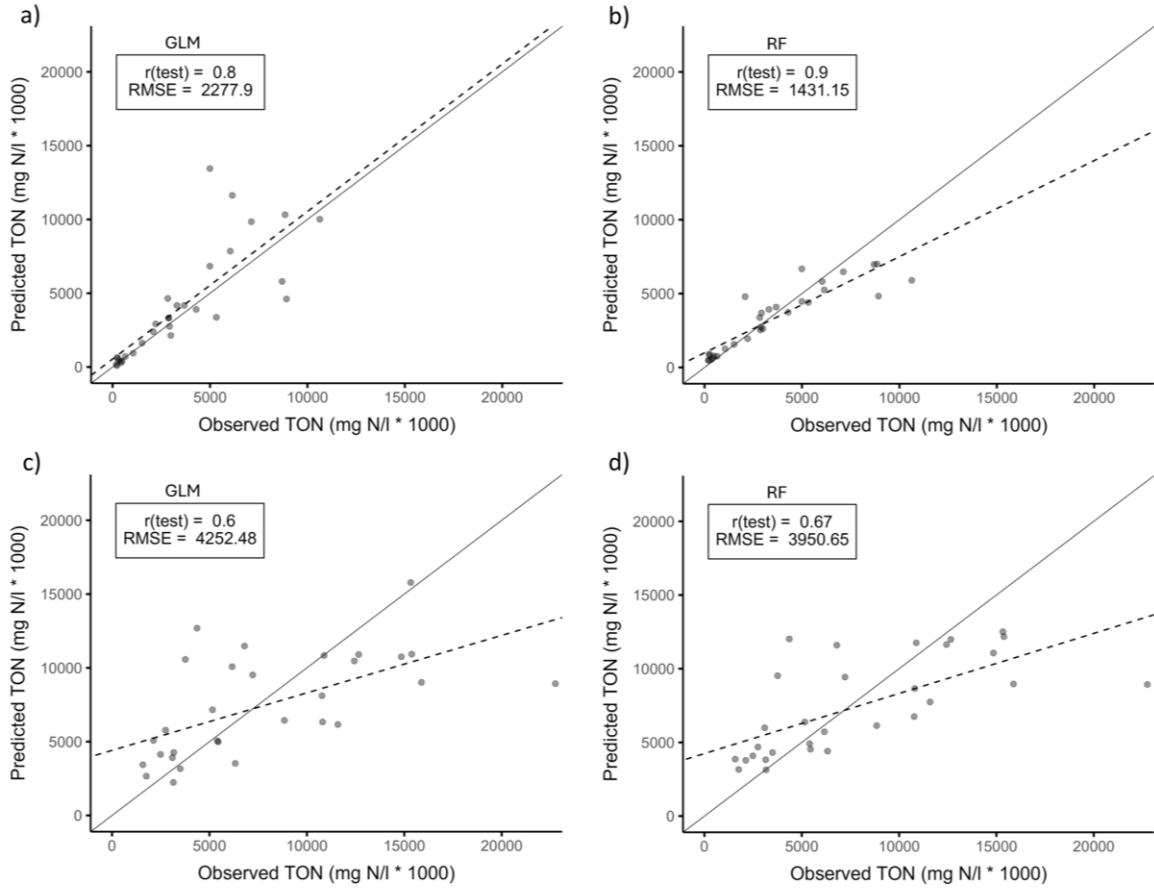 a)
GLM
r(test) = 0.8
RMSE = 2277.9
Predicted TON (mg N/l * 1000)
20000
15000
10000
5000
0
0 5000 10000 15000 20000
Observed TON (mg N/l * 1000)
b)
RF
r(test) = 0.9
RMSE = 1431.15
Predicted TON (mg N/l * 1000)
20000
15000
10000
5000
0
0 5000 10000 15000 20000
Observed TON (mg N/l * 1000)
c)
GLM
r(test) = 0.6
RMSE = 4252.48
Predicted TON (mg N/l * 1000)
20000
15000
10000
5000
0
0 5000 10000 15000 20000
Observed TON (mg N/l * 1000)
d)
RF
r(test) = 0.67
RMSE = 3950.65
Predicted TON (mg N/l * 1000)
20000
15000
10000
5000
0
0 5000 10000 15000 20000
Observed TON (mg N/l * 1000)